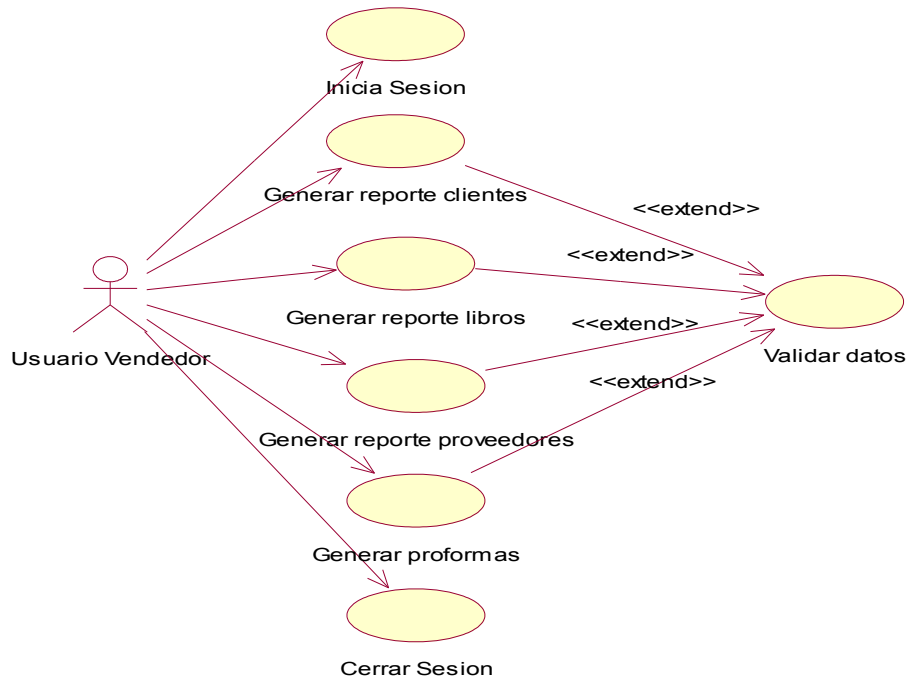 Inicia Sesion
Generar reporte clientes
<<extend>>
<<extend>>
Generar reporte libros
<<extend>>
Usuario Vendedor
Validar datos
<<extend>>
Generar reporte proveedores
Generar proformas
Cerrar Sesion